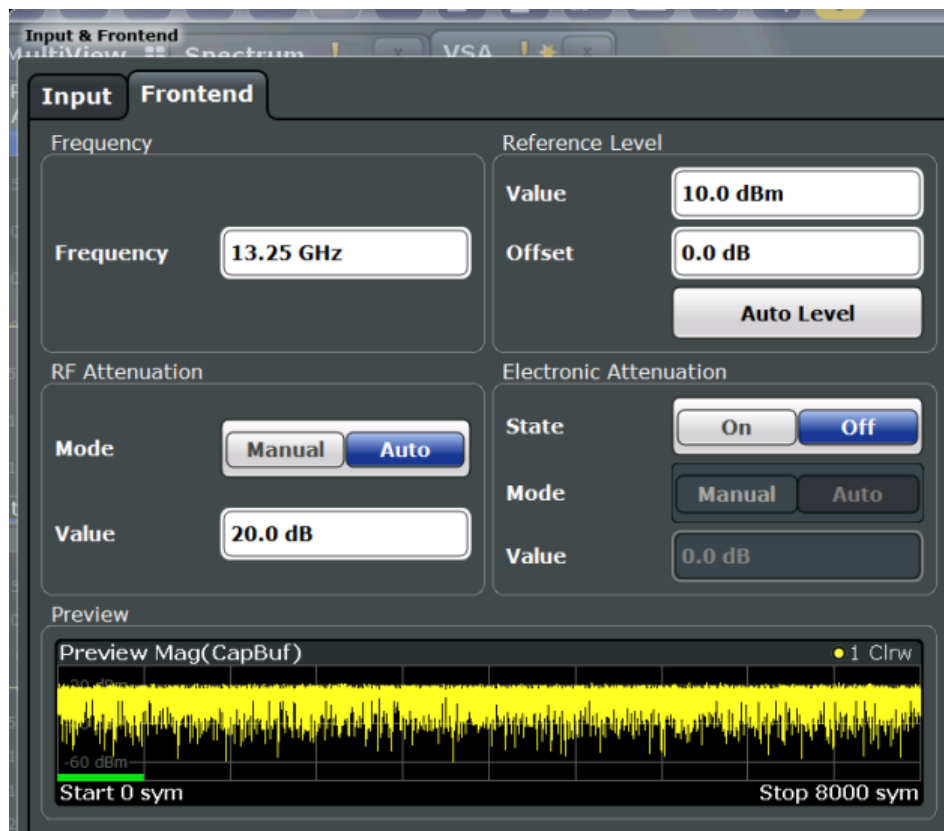 Input & Frontend
MultiView Spectrum ! x VSA ! x
Input Frontend
Frequency
Frequency 13.25 GHz
Reference Level
Value 10.0 dBm
Offset 0.0 dB
Auto Level
RF Attenuation
Mode Manual Auto
Value 20.0 dB
Electronic Attenuation
State On Off
Mode Manual Auto
Value 0.0 dB
Preview
Preview Mag(CapBuf) 1 Clrw
-20 dBm
-60 dBm
Start 0 sym Stop 8000 sym